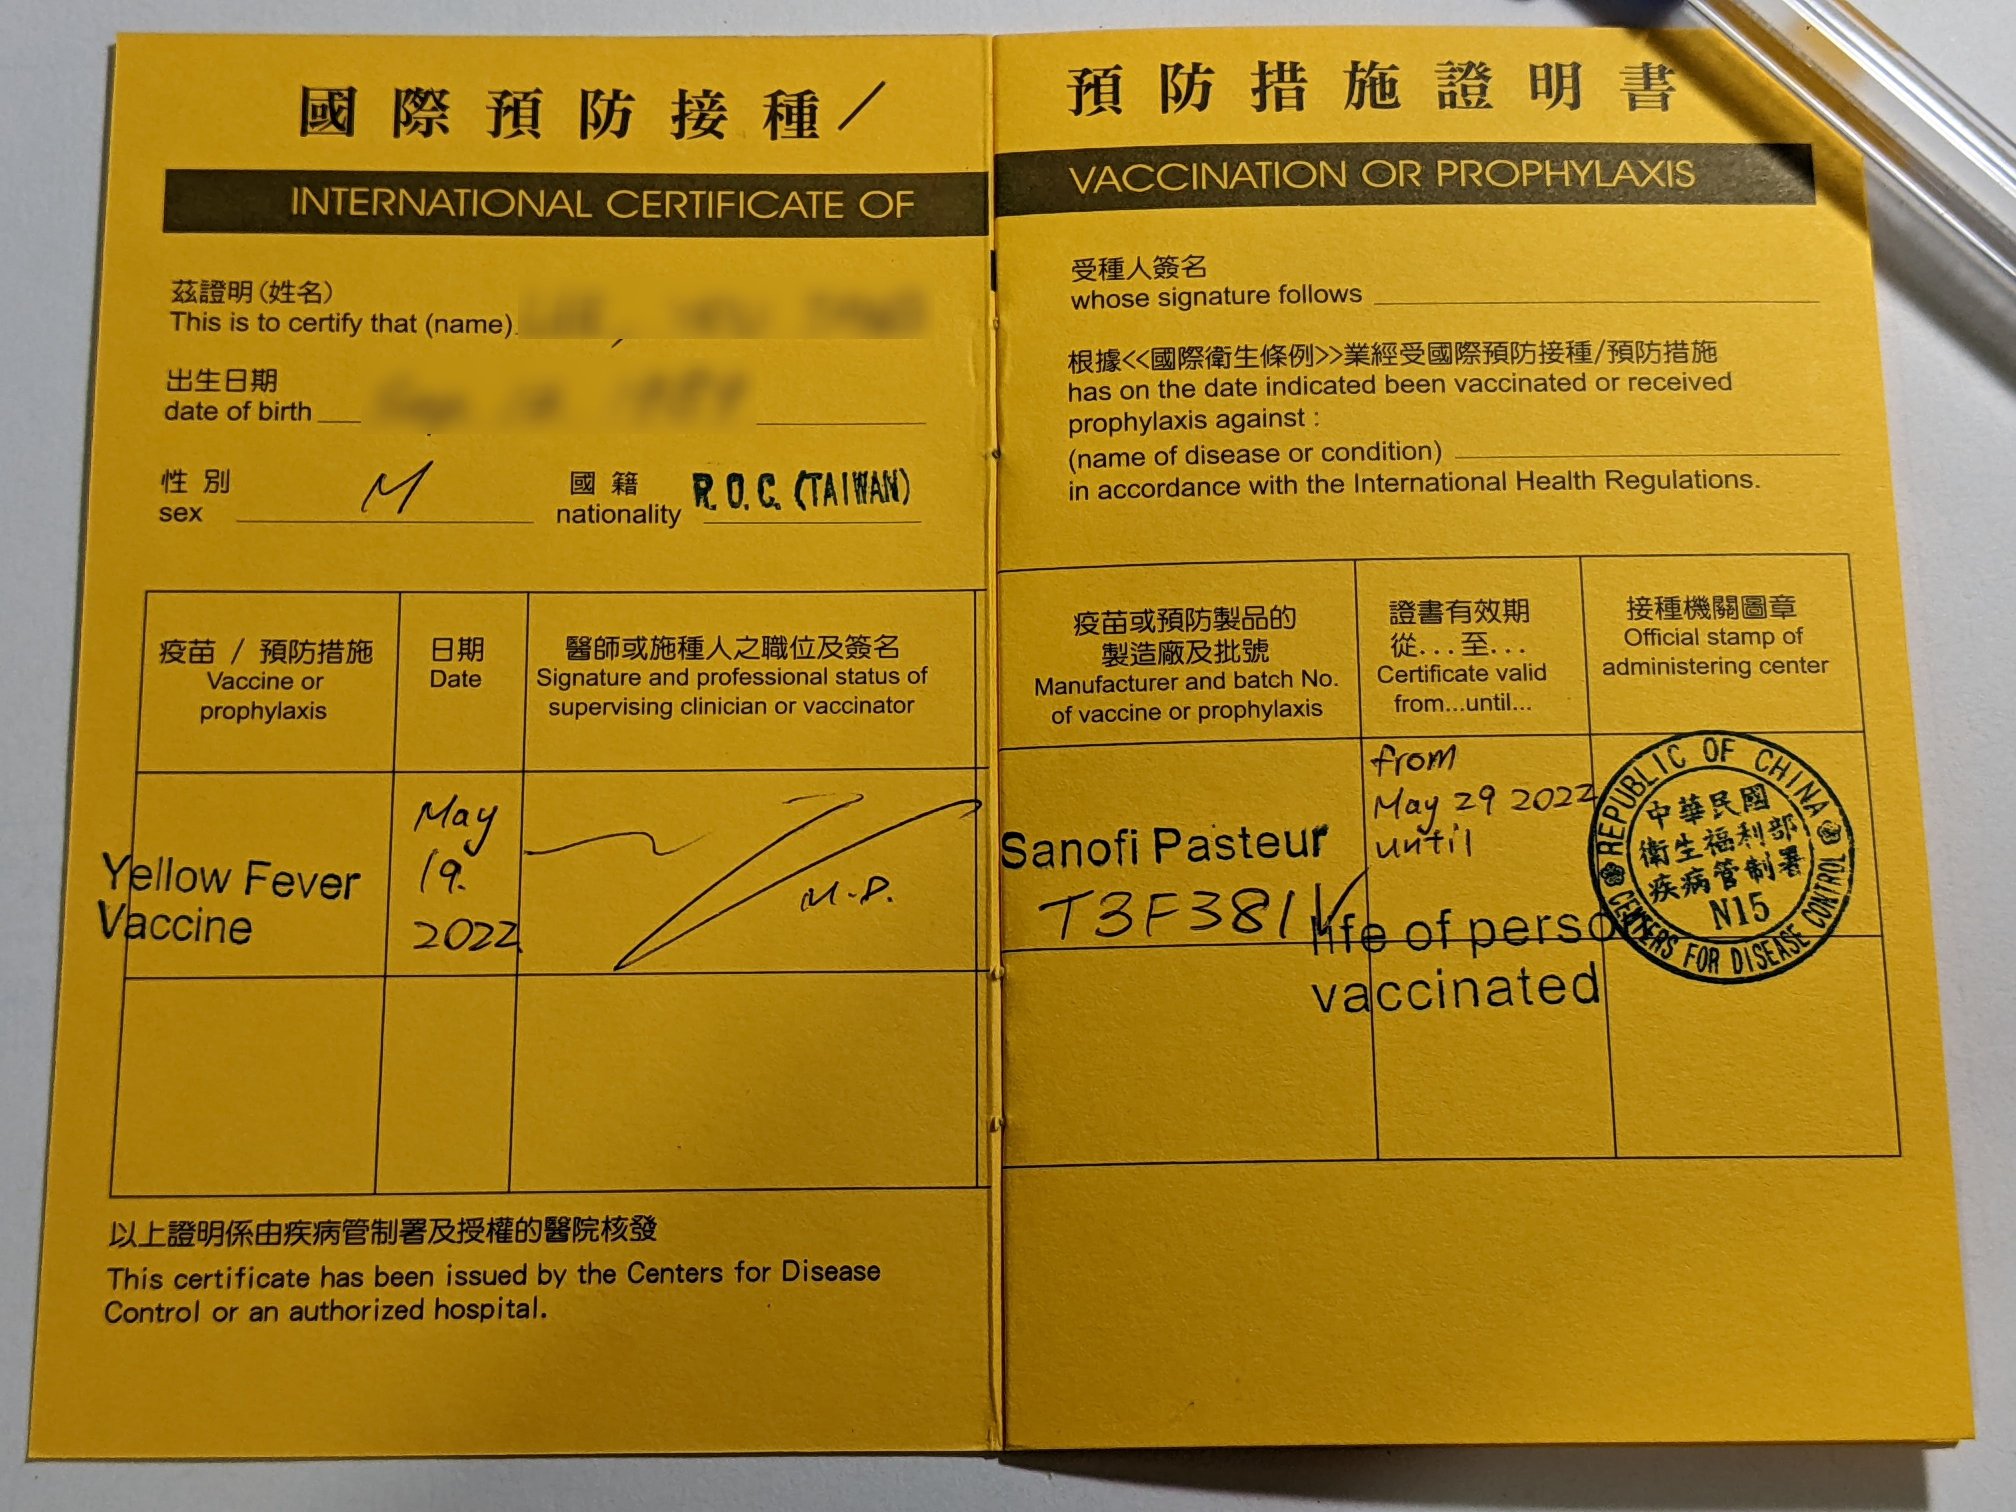 國際預防接種/
INTERNATIONAL CERTIFICATE OF
茲證明(姓名)
This is to certify that (name)
出生日期
date of birth
性別 M 國籍 R.O.C. (TAIWAN)
sex nationality
疫苗 / 預防措施
Vaccine or
prophylaxis
日期
Date
醫師或施種人之職位及簽名
Signature and professional status of
supervising clinician or vaccinator
Yellow Fever
Vaccine
May
19.
2022
M.D.
以上證明係由疾病管制署及授權的醫院核發
This certificate has been issued by the Centers for Disease
Control or an authorized hospital.
預防措施證明書
VACCINATION OR PROPHYLAXIS
受種人簽名
whose signature follows
根據<<國際衛生條例>>業經受國際預防接種/預防措施
has on the date indicated been vaccinated or received
prophylaxis against :
(name of disease or condition)
in accordance with the International Health Regulations.
疫苗或預防製品的
製造廠及批號
Manufacturer and batch No.
of vaccine or prophylaxis
證書有效期
從...至...
Certificate valid
from...until...
接種機關圖章
Official stamp of
administering center
Sanofi Pasteur
T3F381V
from
May 29 2022
until
life of person
vaccinated
REPUBLIC OF CHINA
中華民國
衛生福利部
疾病管制署
N15
CENTERS FOR DISEASE CONTROL